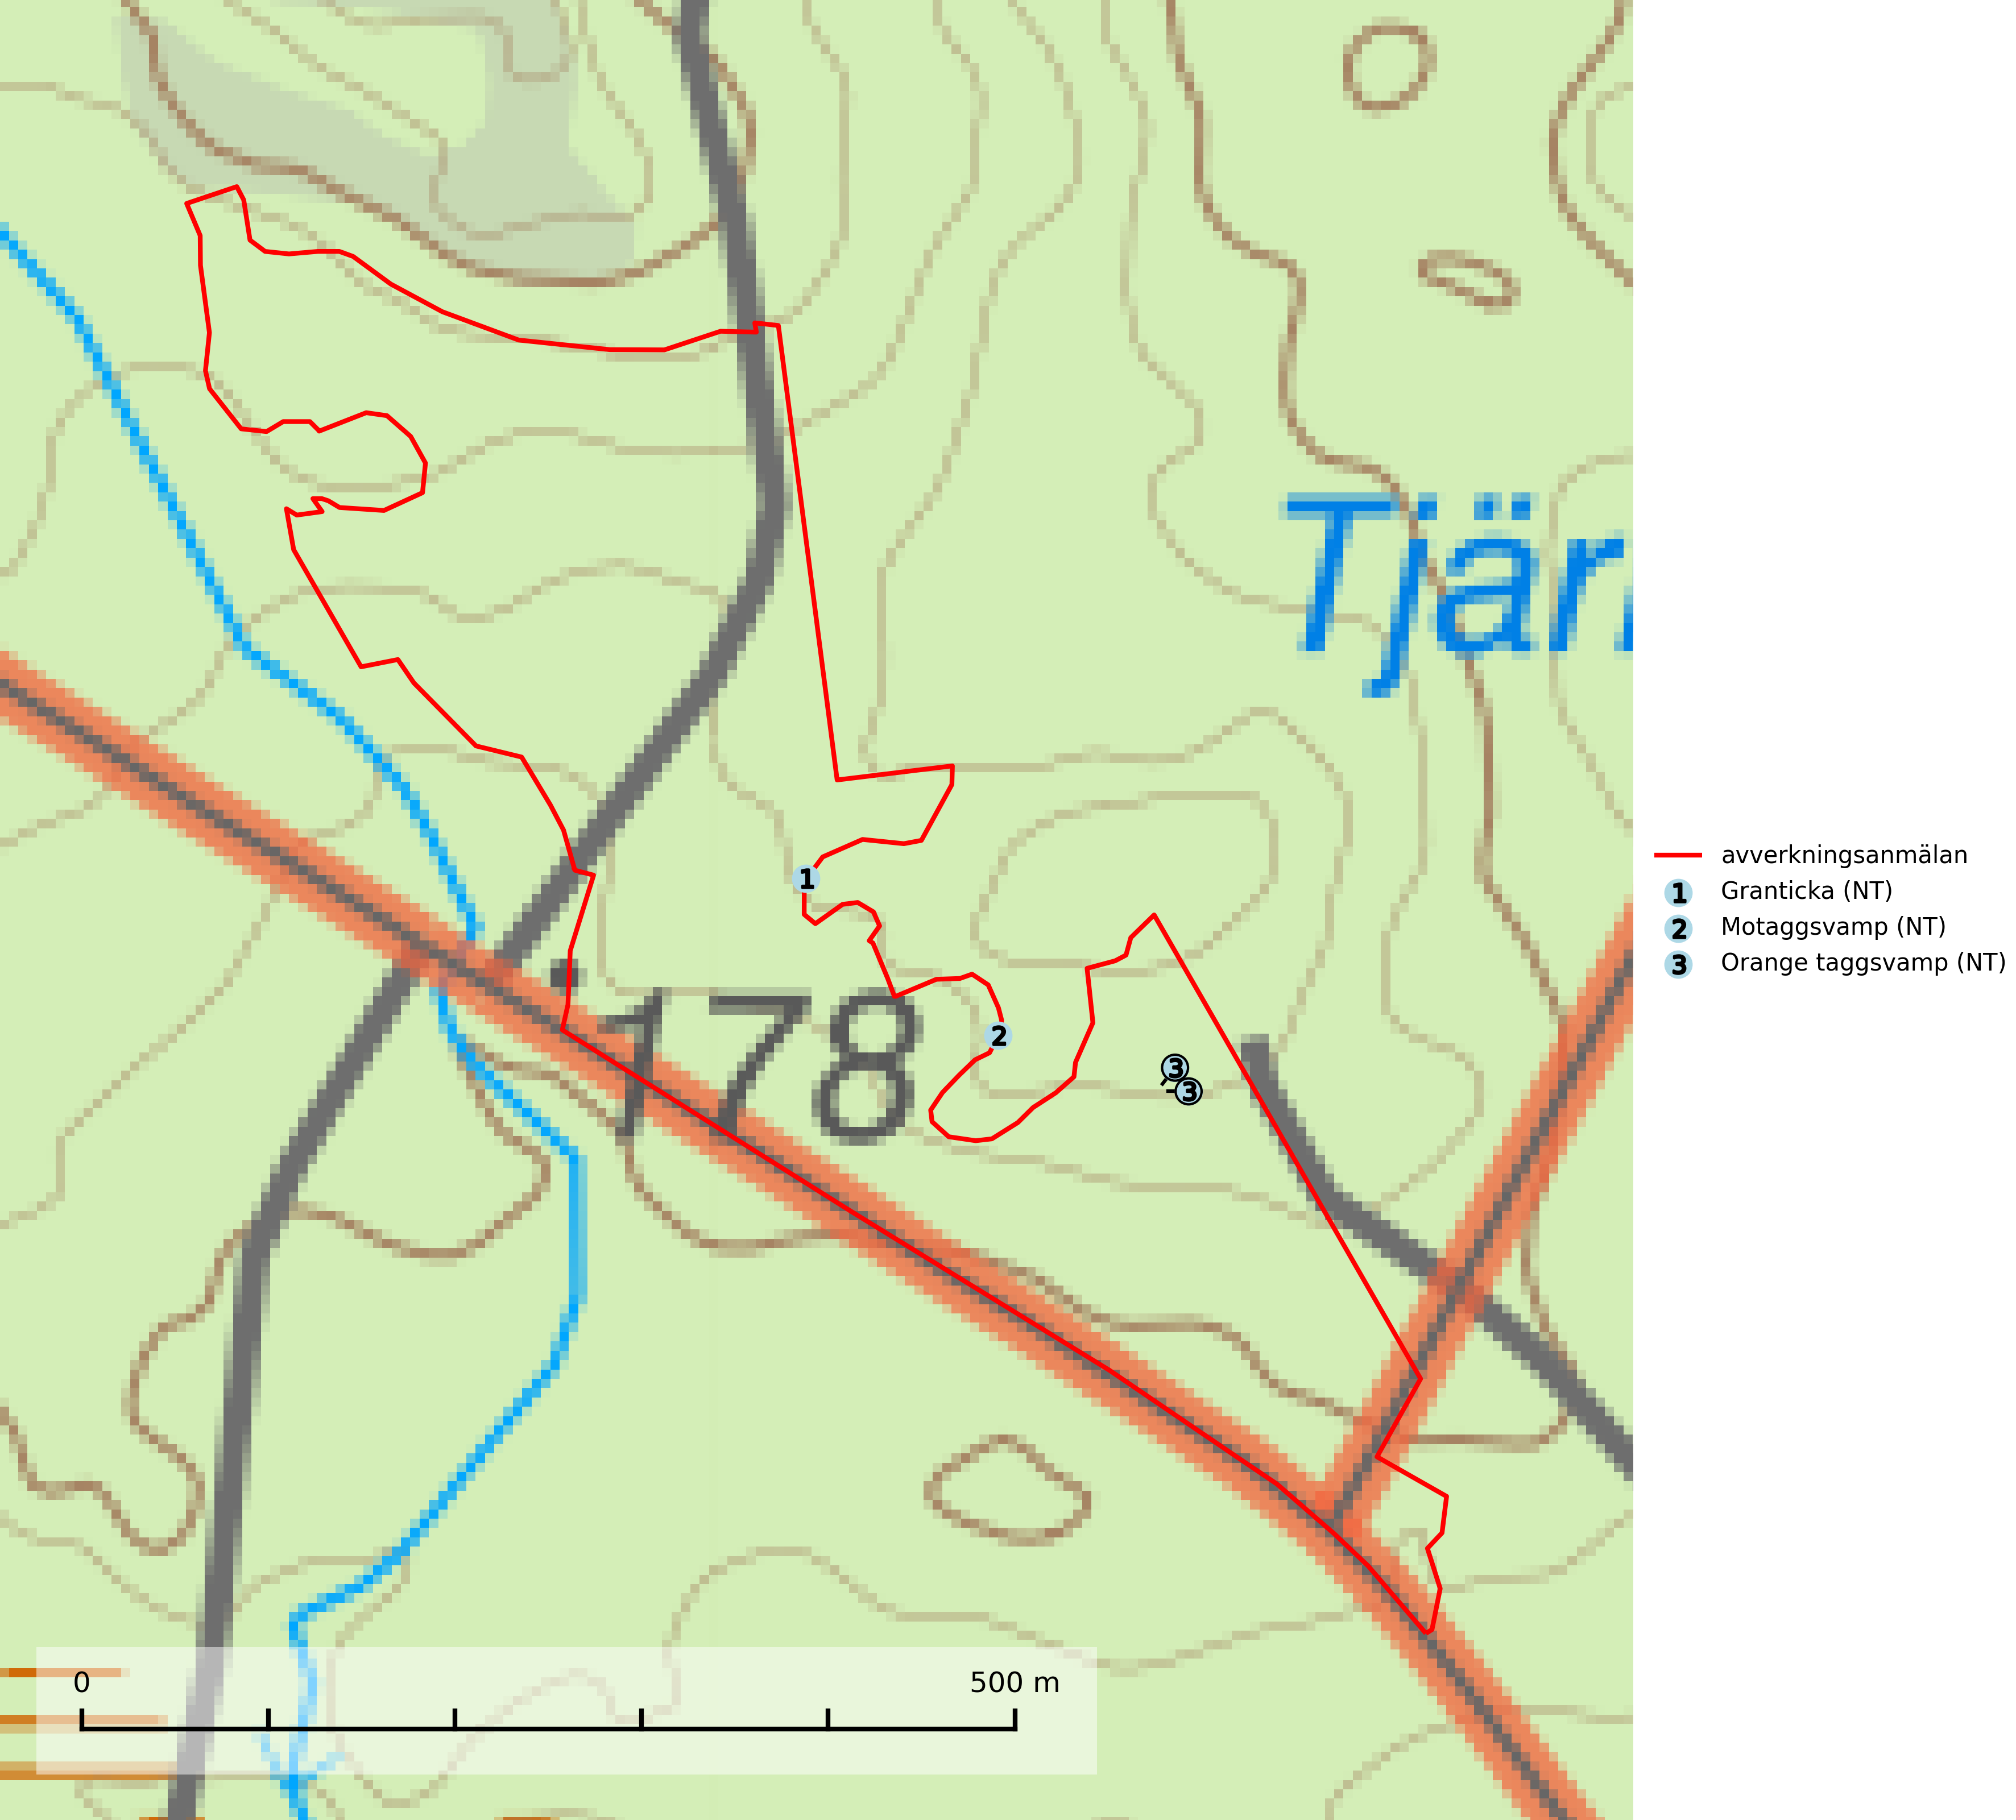 Tjär
1
178
2
3
3
0 500 m
avverkningsanmälan
1 Granticka (NT)
2 Motaggsvamp (NT)
3 Orange taggsvamp (NT)